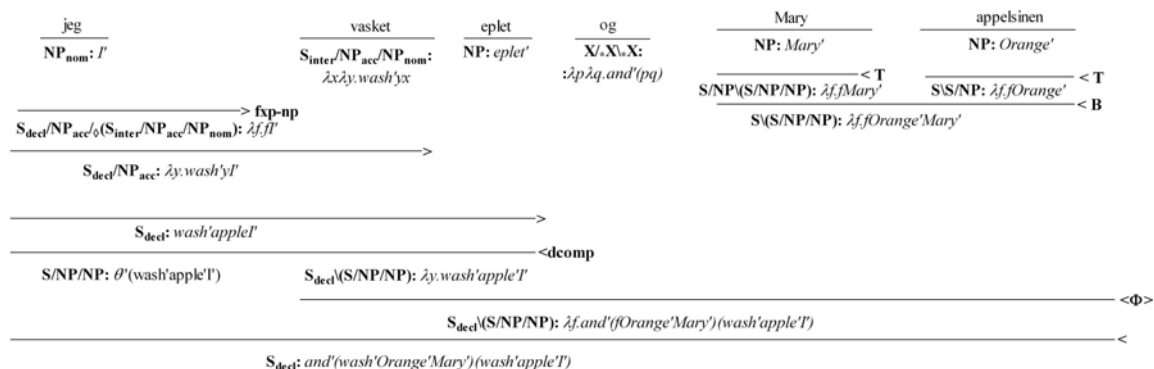 jeg vasket eplet og Mary appelsinen
NPnom: I' Sinter/NPacc/NPnom: NP: eplet' X/*X\*X: NP: Mary' NP: Orange'
λxλy.wash'yx :λpλq.and'(pq)
< T < T
S/NP\(S/NP/NP): λf.fMary' S\S/NP: λf.fOrange'
> fxp-np < B
Sdecl/NPacc/◊(Sinter/NPacc/NPnom): λf.fI' S\(S/NP/NP): λf.fOrange'Mary'
>
Sdecl/NPacc: λy.wash'yI'
>
Sdecl: wash'appleI'
<dcomp
S/NP/NP: θ'(wash'apple'I') Sdecl\(S/NP/NP): λy.wash'apple'I'
<Φ>
Sdecl\(S/NP/NP): λf.and'(fOrange'Mary')(wash'apple'I')
<
Sdecl: and'(wash'Orange'Mary')(wash'apple'I')